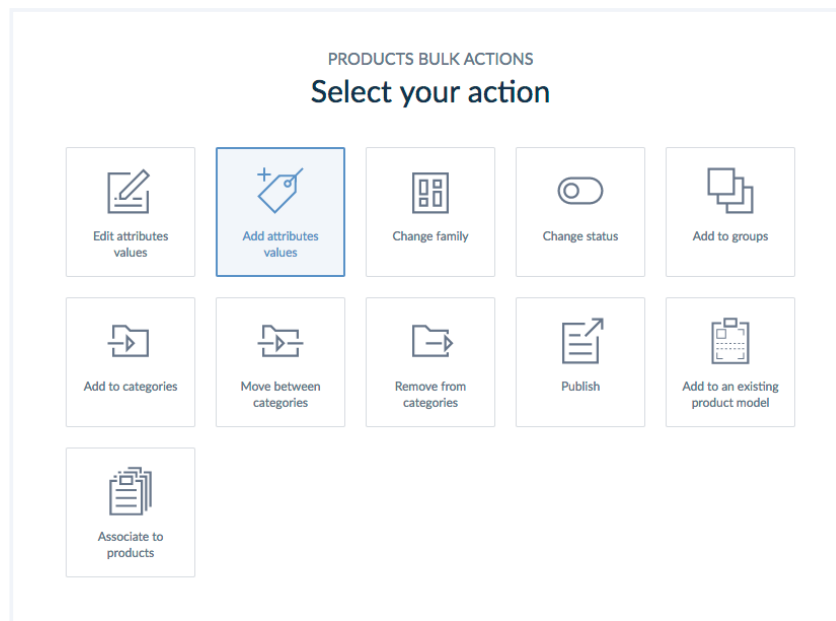 PRODUCTS BULK ACTIONS
Select your action
Edit attributes
values
Add attributes
values
Change family
Change status
Add to groups
Add to categories
Move between
categories
Remove from
categories
Publish
Add to an existing
product model
Associate to
products